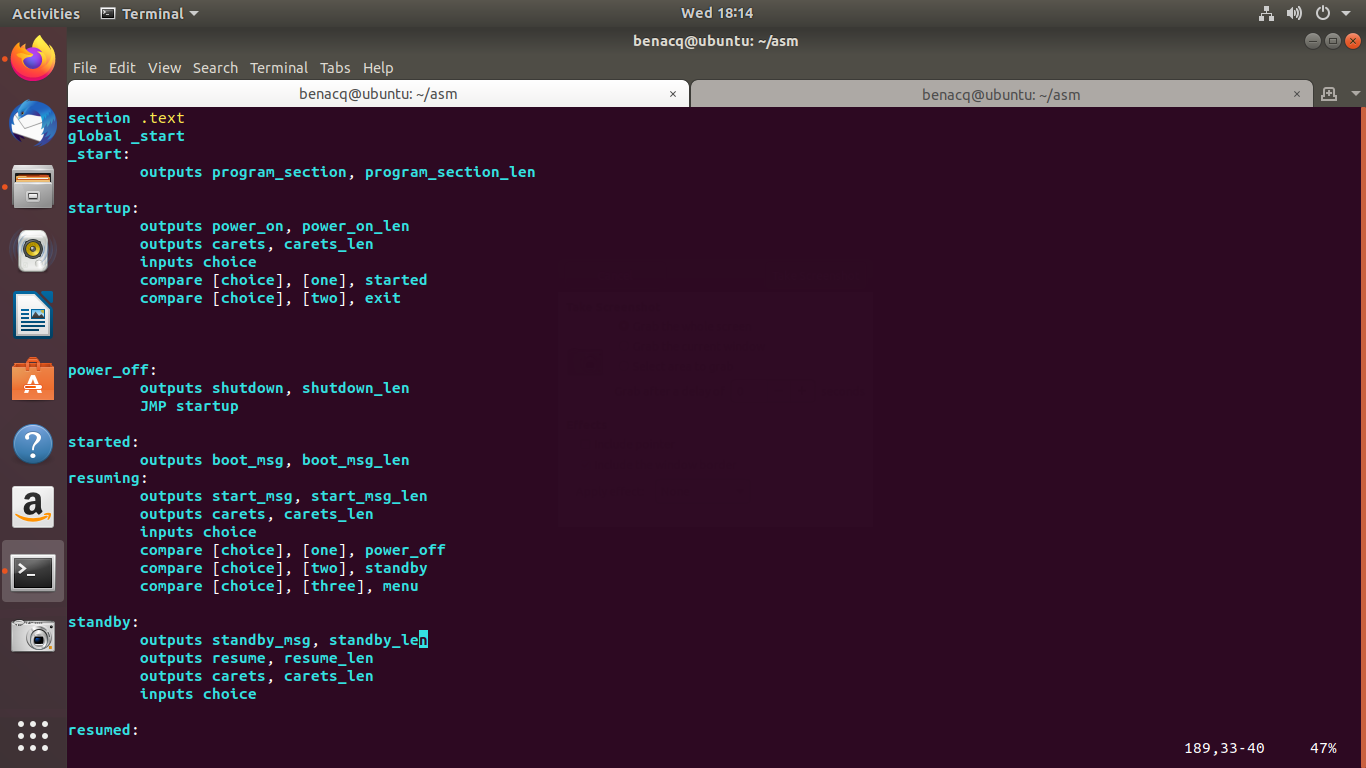 Activities Terminal Wed 18:14
benacq@ubuntu: ~/asm
File Edit View Search Terminal Tabs Help
benacq@ubuntu: ~/asm × benacq@ubuntu: ~/asm ×
section .text
global _start
_start:
outputs program_section, program_section_len
startup:
outputs power_on, power_on_len
outputs carets, carets_len
inputs choice
compare [choice], [one], started
compare [choice], [two], exit
power_off:
outputs shutdown, shutdown_len
JMP startup
started:
outputs boot_msg, boot_msg_len
resuming:
outputs start_msg, start_msg_len
outputs carets, carets_len
inputs choice
compare [choice], [one], power_off
compare [choice], [two], standby
compare [choice], [three], menu
standby:
outputs standby_msg, standby_len
outputs resume, resume_len
outputs carets, carets_len
inputs choice
resumed:
189,33-40 47%